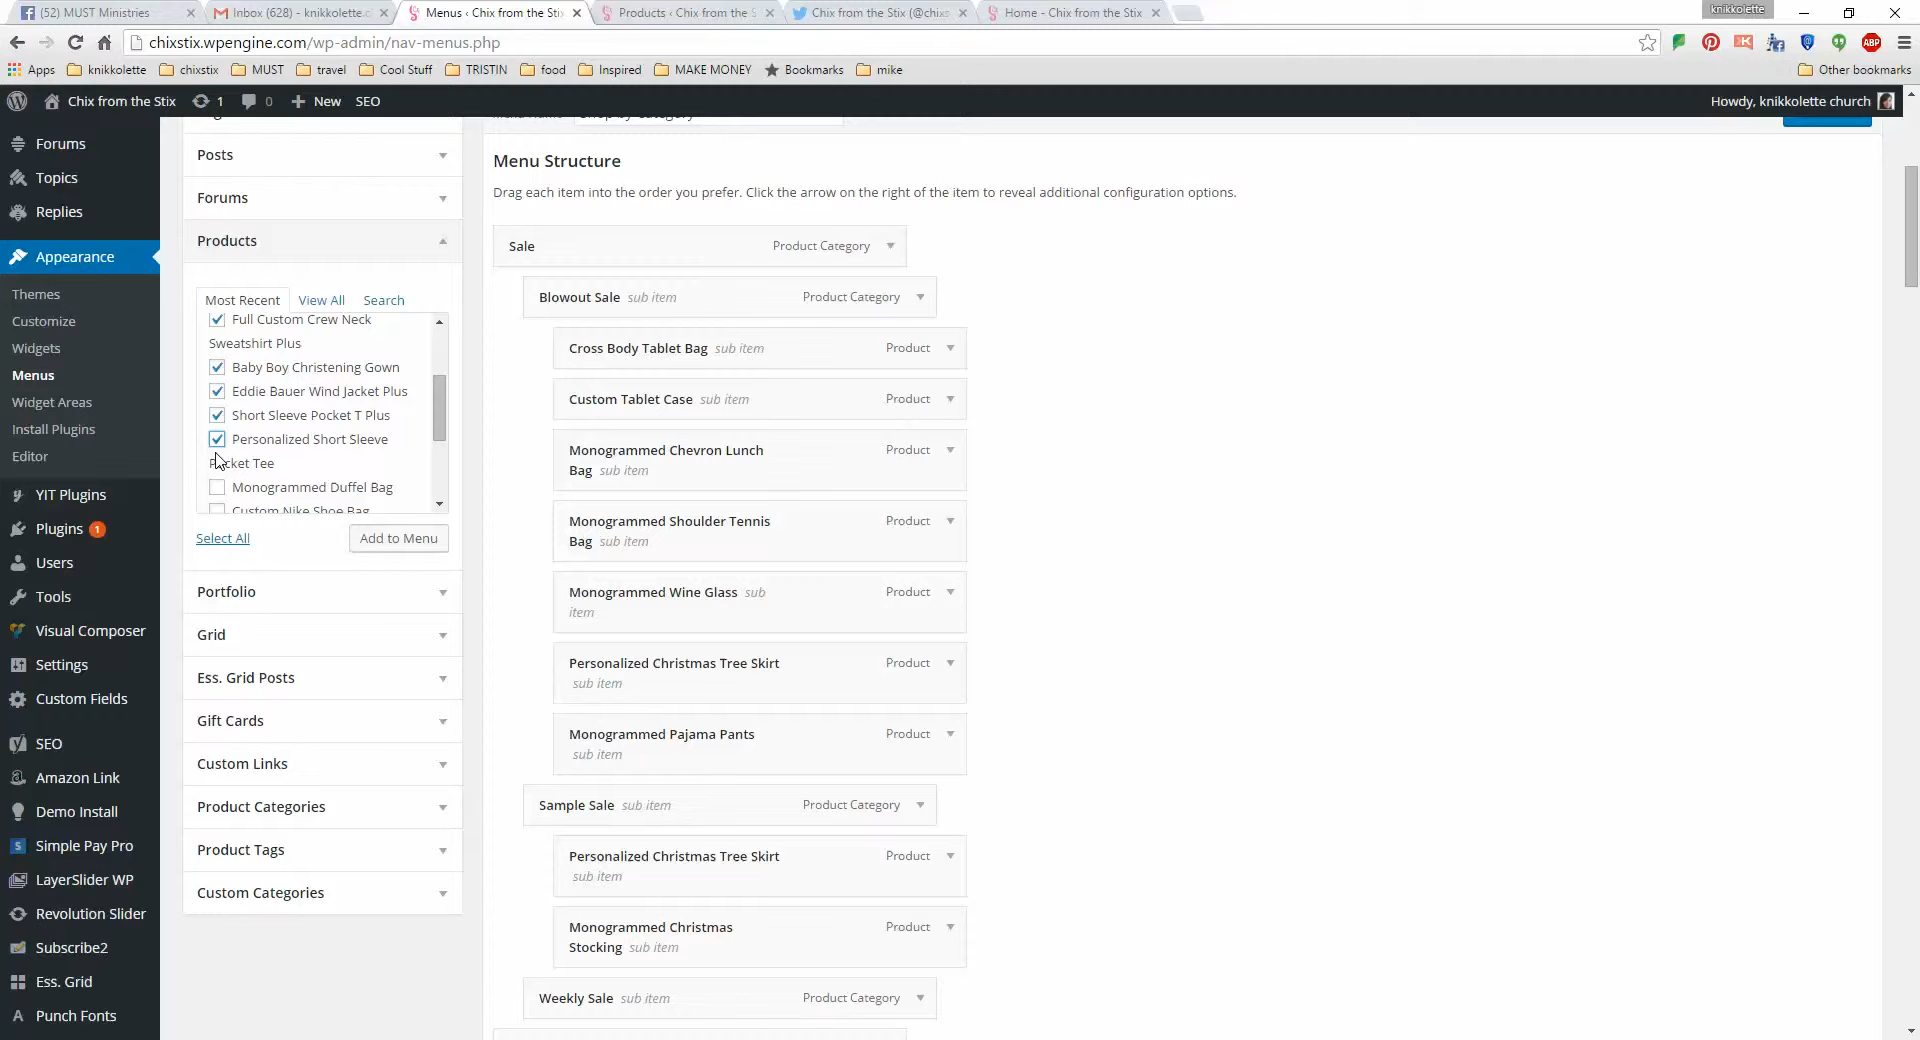 (52) MUST Ministries
Inbox (628) - knikkolette.c
Menus ‹ Chix from the Stix
Products ‹ Chix from the S
Chix from the Stix (@chixs
Home - Chix from the Stix
knikkolette
chixstix.wpengine.com/wp-admin/nav-menus.php
ABP
Apps knikkolette chixstix MUST travel Cool Stuff TRISTIN food Inspired MAKE MONEY Bookmarks mike Other bookmarks
Chix from the Stix 1 0 + New SEO Howdy, knikkolette church
Forums
Topics
Replies
Appearance
Themes
Customize
Widgets
Menus
Widget Areas
Install Plugins
Editor
YIT Plugins
Plugins 1
Users
Tools
Visual Composer
Settings
Custom Fields
SEO
Amazon Link
Demo Install
Simple Pay Pro
LayerSlider WP
Revolution Slider
Subscribe2
Ess. Grid
Punch Fonts
Posts
Forums
Products
Most Recent View All Search
Full Custom Crew Neck
Sweatshirt Plus
Baby Boy Christening Gown
Eddie Bauer Wind Jacket Plus
Short Sleeve Pocket T Plus
Personalized Short Sleeve
Pocket Tee
Monogrammed Duffel Bag
Custom Nike Shoe Bag
Select All Add to Menu
Portfolio
Grid
Ess. Grid Posts
Gift Cards
Custom Links
Product Categories
Product Tags
Custom Categories
Menu Structure
Drag each item into the order you prefer. Click the arrow on the right of the item to reveal additional configuration options.
Sale Product Category
Blowout Sale sub item Product Category
Cross Body Tablet Bag sub item Product
Custom Tablet Case sub item Product
Monogrammed Chevron Lunch Product
Bag sub item
Monogrammed Shoulder Tennis Product
Bag sub item
Monogrammed Wine Glass sub Product
item
Personalized Christmas Tree Skirt Product
sub item
Monogrammed Pajama Pants Product
sub item
Sample Sale sub item Product Category
Personalized Christmas Tree Skirt Product
sub item
Monogrammed Christmas Product
Stocking sub item
Weekly Sale sub item Product Category